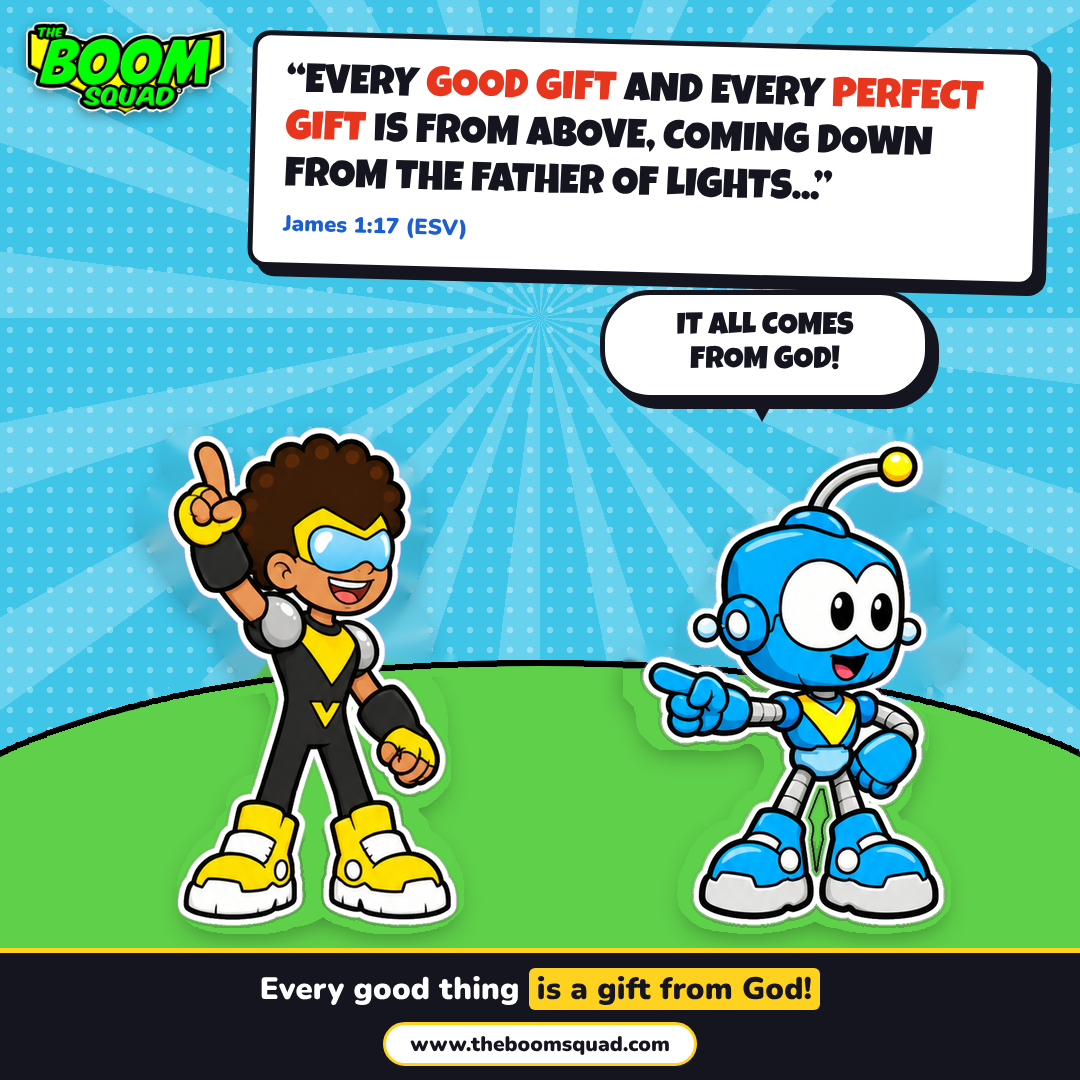 THE
BOOM
SQUAD
“EVERY GOOD GIFT AND EVERY PERFECT
GIFT IS FROM ABOVE, COMING DOWN
FROM THE FATHER OF LIGHTS...”
James 1:17 (ESV)
IT ALL COMES
FROM GOD!
Every good thing is a gift from God!
www.theboomsquad.com